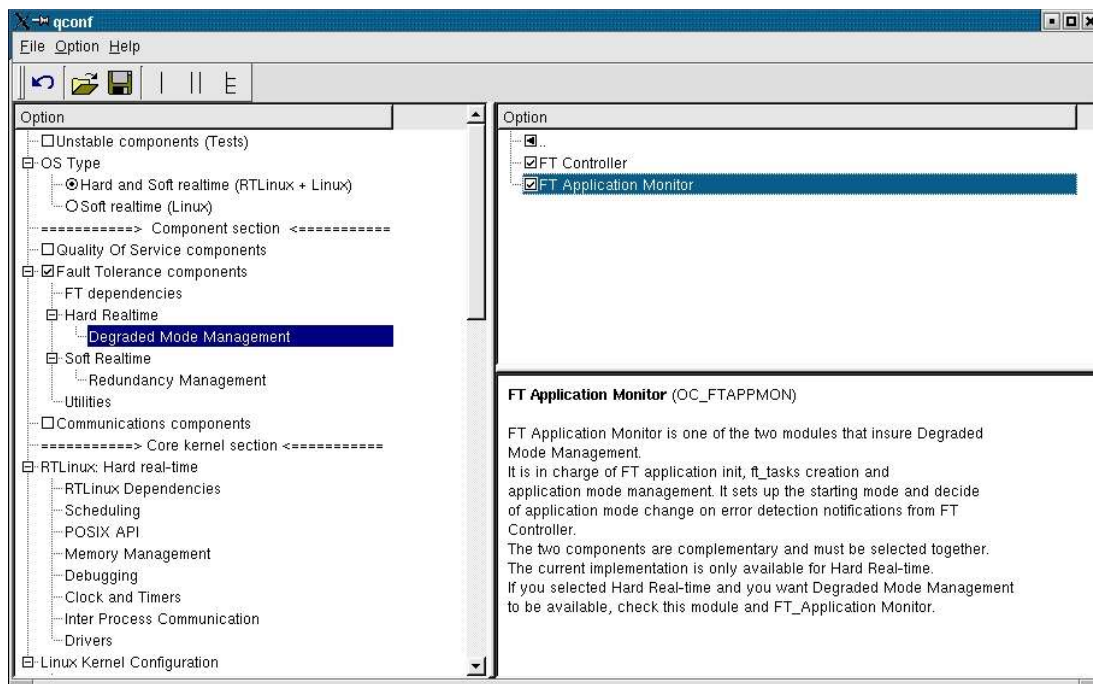 qconf
File Option Help
Option
Unstable components (Tests)
OS Type
Hard and Soft realtime (RTLinux + Linux)
Soft realtime (Linux)
===========> Component section <===========
Quality Of Service components
Fault Tolerance components
FT dependencies
Hard Realtime
Degraded Mode Management
Soft Realtime
Redundancy Management
Utilities
Communications components
===========> Core kernel section <===========
RTLinux: Hard real-time
RTLinux Dependencies
Scheduling
POSIX API
Memory Management
Debugging
Clock and Timers
Inter Process Communication
Drivers
Linux Kernel Configuration
Option
..
FT Controller
FT Application Monitor
FT Application Monitor (OC_FTAPPMON)
FT Application Monitor is one of the two modules that insure Degraded
Mode Management.
It is in charge of FT application init, ft_tasks creation and
application mode management. It sets up the starting mode and decide
of application mode change on error detection notifications from FT
Controller.
The two components are complementary and must be selected together.
The current implementation is only available for Hard Real-time.
If you selected Hard Real-time and you want Degraded Mode Management
to be available, check this module and FT_Application Monitor.